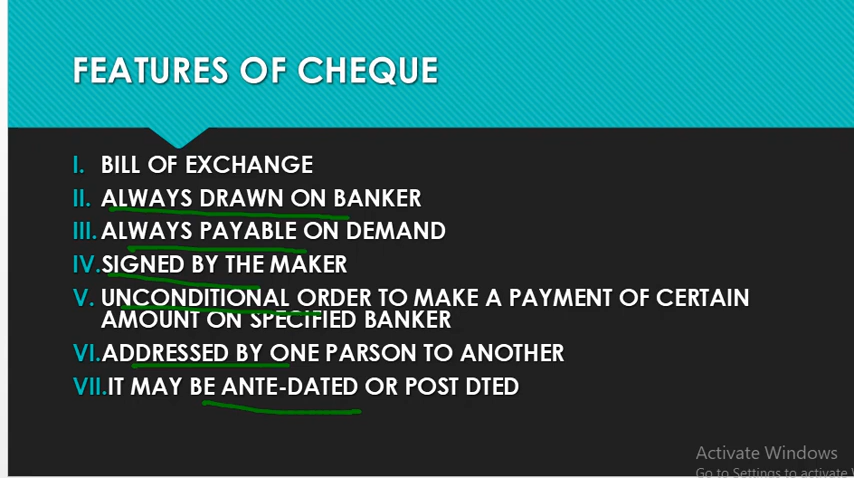 FEATURES OF CHEQUE
I. BILL OF EXCHANGE
II. ALWAYS DRAWN ON BANKER
III. ALWAYS PAYABLE ON DEMAND
IV. SIGNED BY THE MAKER
V. UNCONDITIONAL ORDER TO MAKE A PAYMENT OF CERTAIN
AMOUNT ON SPECIFIED BANKER
VI. ADDRESSED BY ONE PARSON TO ANOTHER
VII. IT MAY BE ANTE-DATED OR POST DTED
Activate Windows
Go to Settings to activate